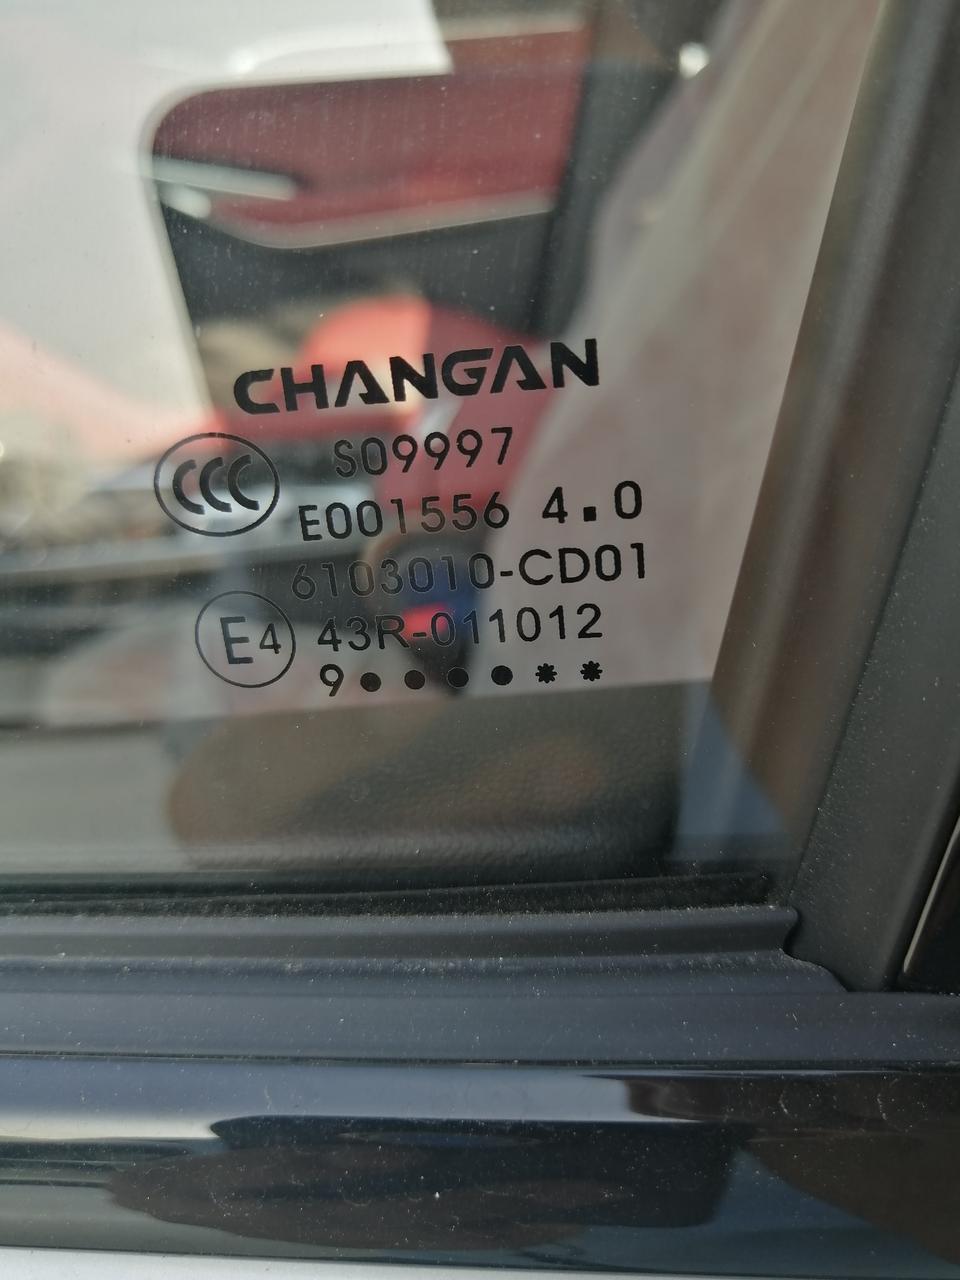 CHANGAN
CCC S09997
E001556 4.0
6103010-CD01
E4 43R-011012
9●●●●**